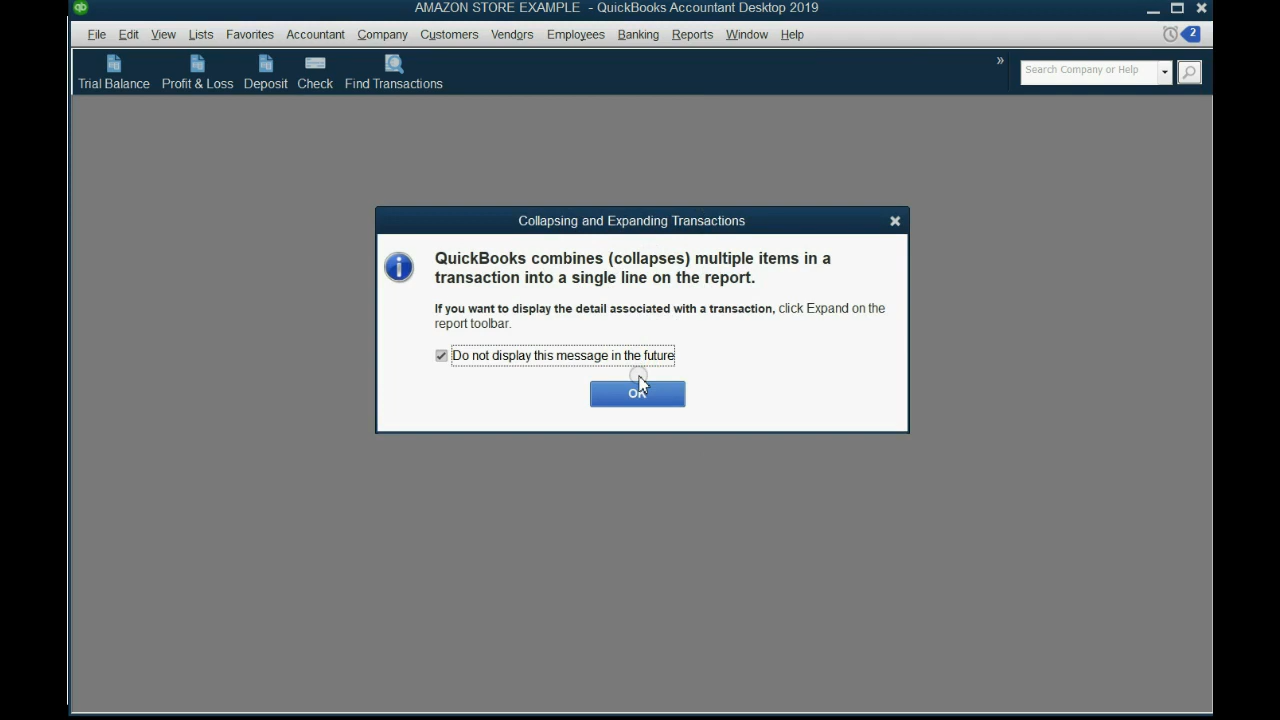 qb AMAZON STORE EXAMPLE - QuickBooks Accountant Desktop 2019
File Edit View Lists Favorites Accountant Company Customers Vendors Employees Banking Reports Window Help 2
Trial Balance Profit & Loss Deposit Check Find Transactions » Search Company or Help
Collapsing and Expanding Transactions
QuickBooks combines (collapses) multiple items in a
transaction into a single line on the report.
If you want to display the detail associated with a transaction, click Expand on the
report toolbar.
Do not display this message in the future
OK